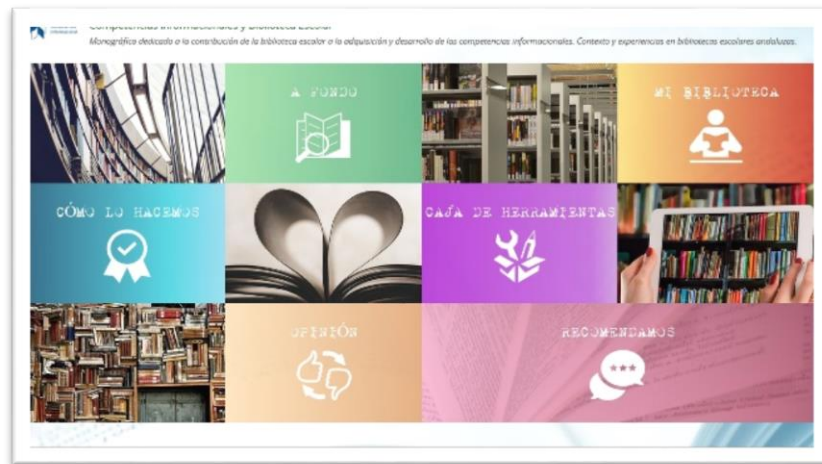 Competencias Informacionales y Biblioteca Escolar
Monográfico dedicado a la contribución de la biblioteca escolar a la adquisición y desarrollo de las competencias informacionales. Contexto y experiencias en bibliotecas escolares andaluzas.
A FONDO
MI BIBLIOTECA
CÓMO LO HACEMOS
CAJA DE HERRAMIENTAS
OPINIÓN
RECOMENDAMOS